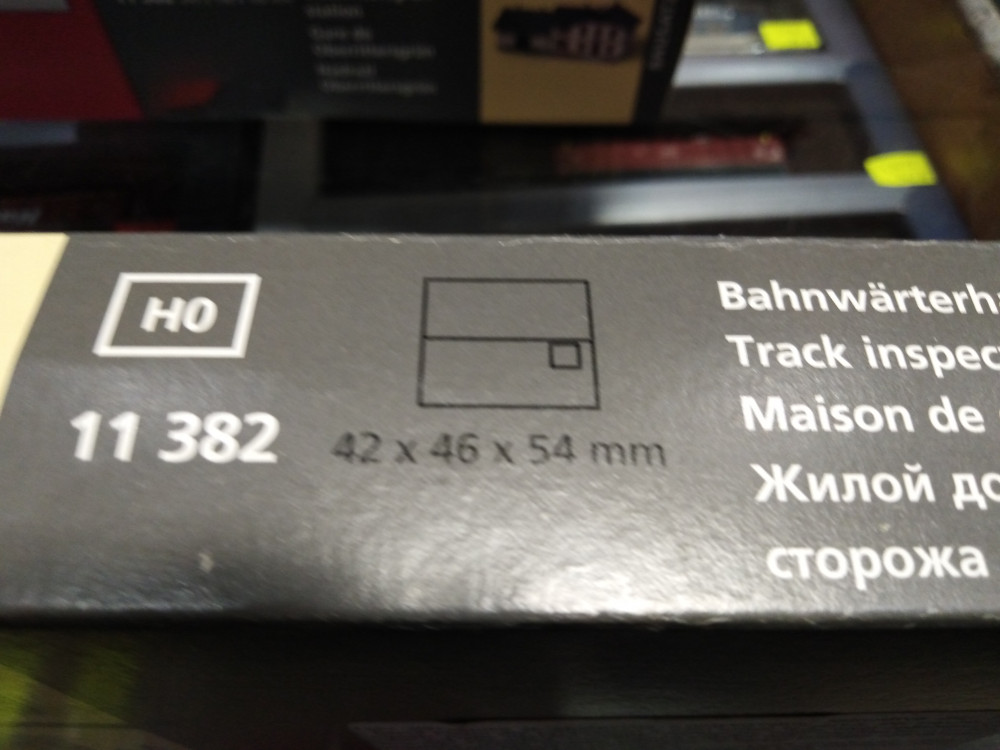 H0
11 382
42 x 46 x 54 mm
Bahnwärterh
Track inspec
Maison de
Жилой до
сторожа